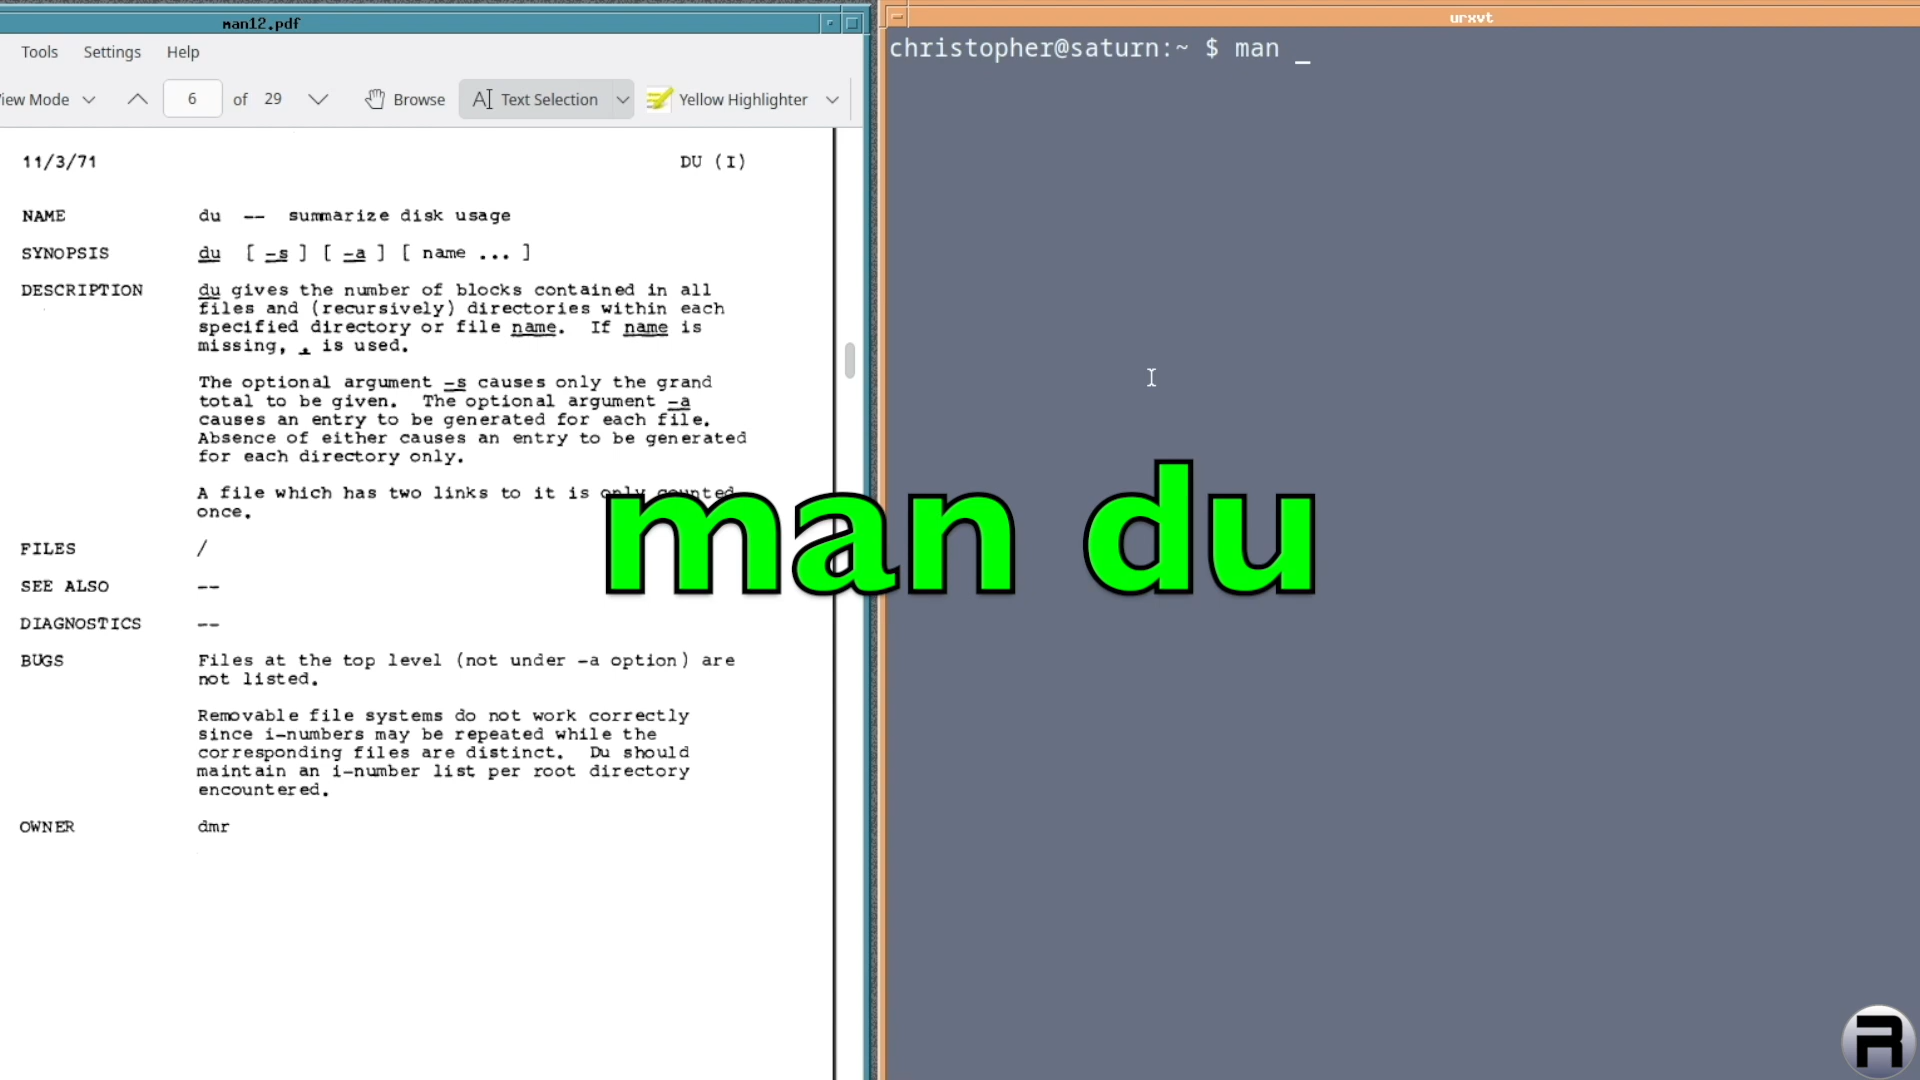 man12.pdf
Tools Settings Help
iew Mode 6 of 29 Browse Text Selection Yellow Highlighter
11/3/71 DU (I)
NAME du -- summarize disk usage
SYNOPSIS du [ -s ] [ -a ] [ name ... ]
DESCRIPTION du gives the number of blocks contained in all
files and (recursively) directories within each
specified directory or file name. If name is
missing, . is used.
The optional argument -s causes only the grand
total to be given. The optional argument -a
causes an entry to be generated for each file.
Absence of either causes an entry to be generated
for each directory only.
A file which has two links to it is only counted
once.
FILES /
SEE ALSO --
DIAGNOSTICS --
BUGS Files at the top level (not under -a option) are
not listed.
Removable file systems do not work correctly
since i-numbers may be repeated while the
corresponding files are distinct. Du should
maintain an i-number list per root directory
encountered.
OWNER dmr
urxvt
christopher@saturn:~ $ man _
man du
R